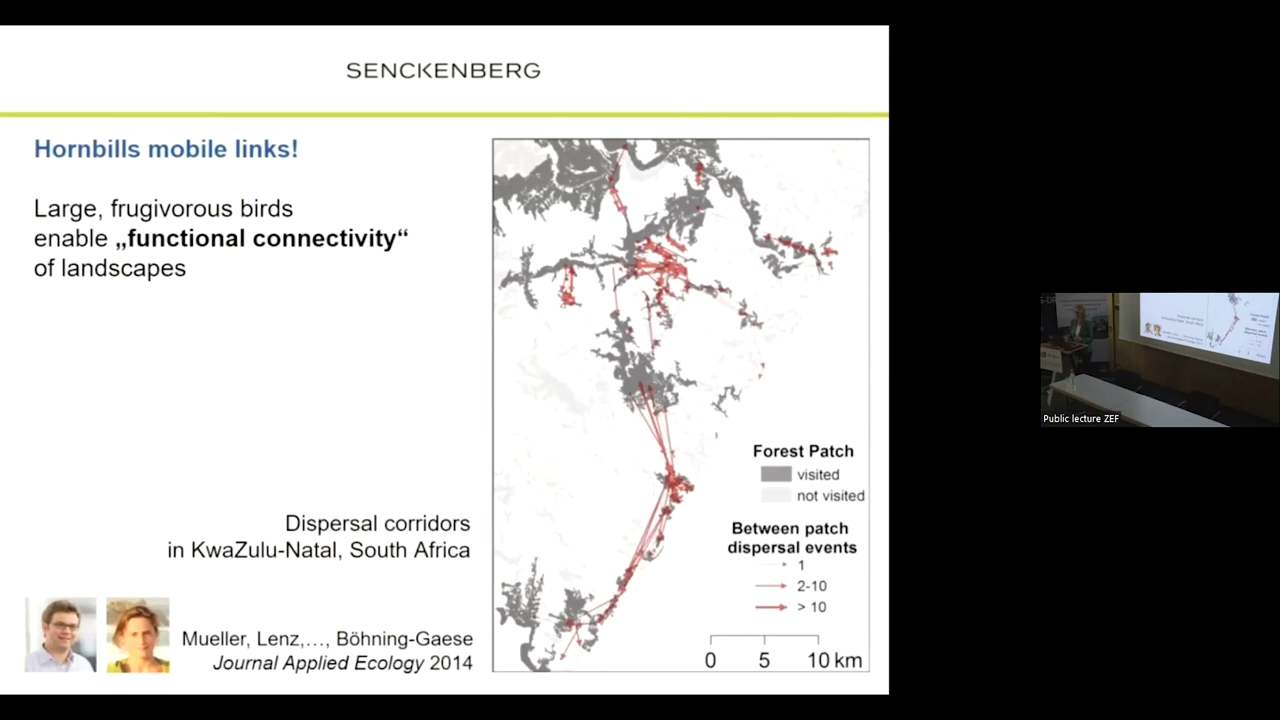 SENCKENBERG
Hornbills mobile links!
Large, frugivorous birds
enable „functional connectivity“
of landscapes
Dispersal corridors
in KwaZulu-Natal, South Africa
Mueller, Lenz,…, Böhning-Gaese
Journal Applied Ecology 2014
Forest Patch
visited
not visited
Between patch
dispersal events
1
2-10
> 10
0 5 10 km
Public lecture ZEF